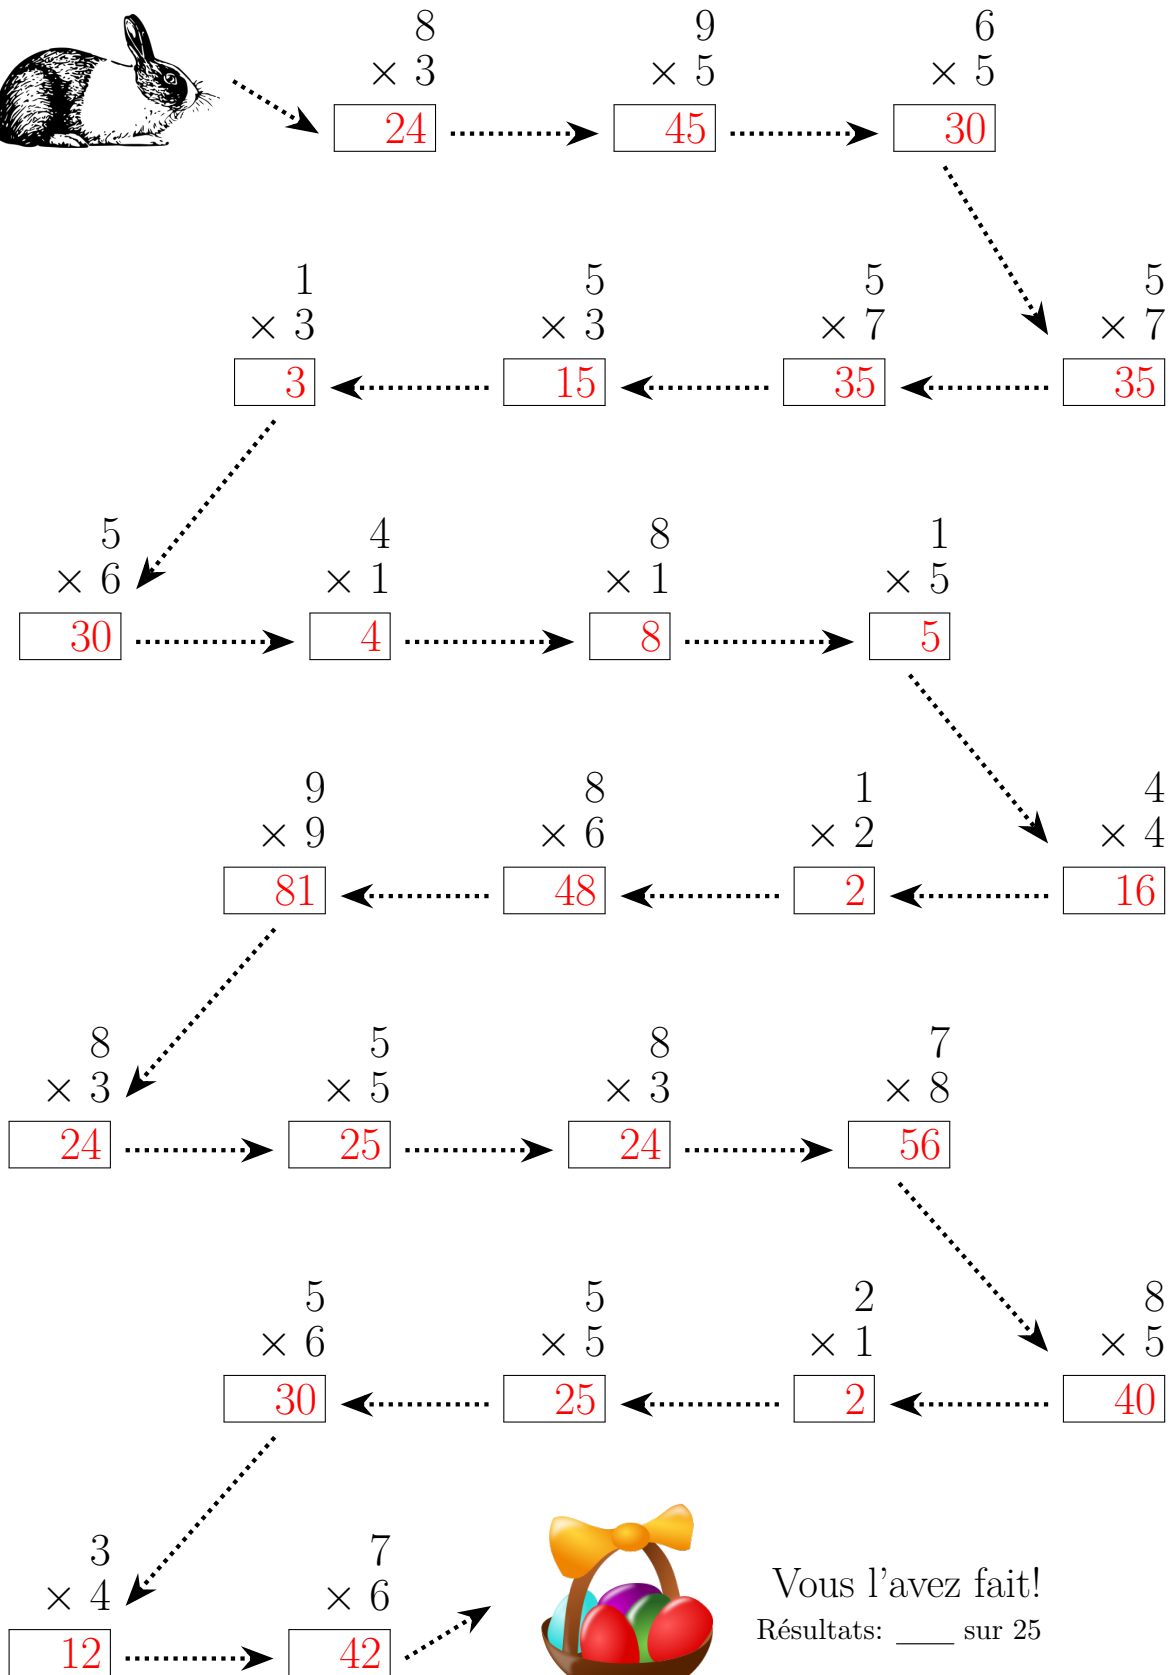 8 9 6
× 3 × 5 × 5
24 45 30
1 5 5 5
× 3 × 3 × 7 × 7
3 15 35 35
5 4 8 1
× 6 × 1 × 1 × 5
30 4 8 5
9 8 1 4
× 9 × 6 × 2 × 4
81 48 2 16
8 5 8 7
× 3 × 5 × 3 × 8
24 25 24 56
5 5 2 8
× 6 × 5 × 1 × 5
30 25 2 40
3 7
× 4 × 6
12 42
Vous l'avez fait!
Résultats: ____ sur 25